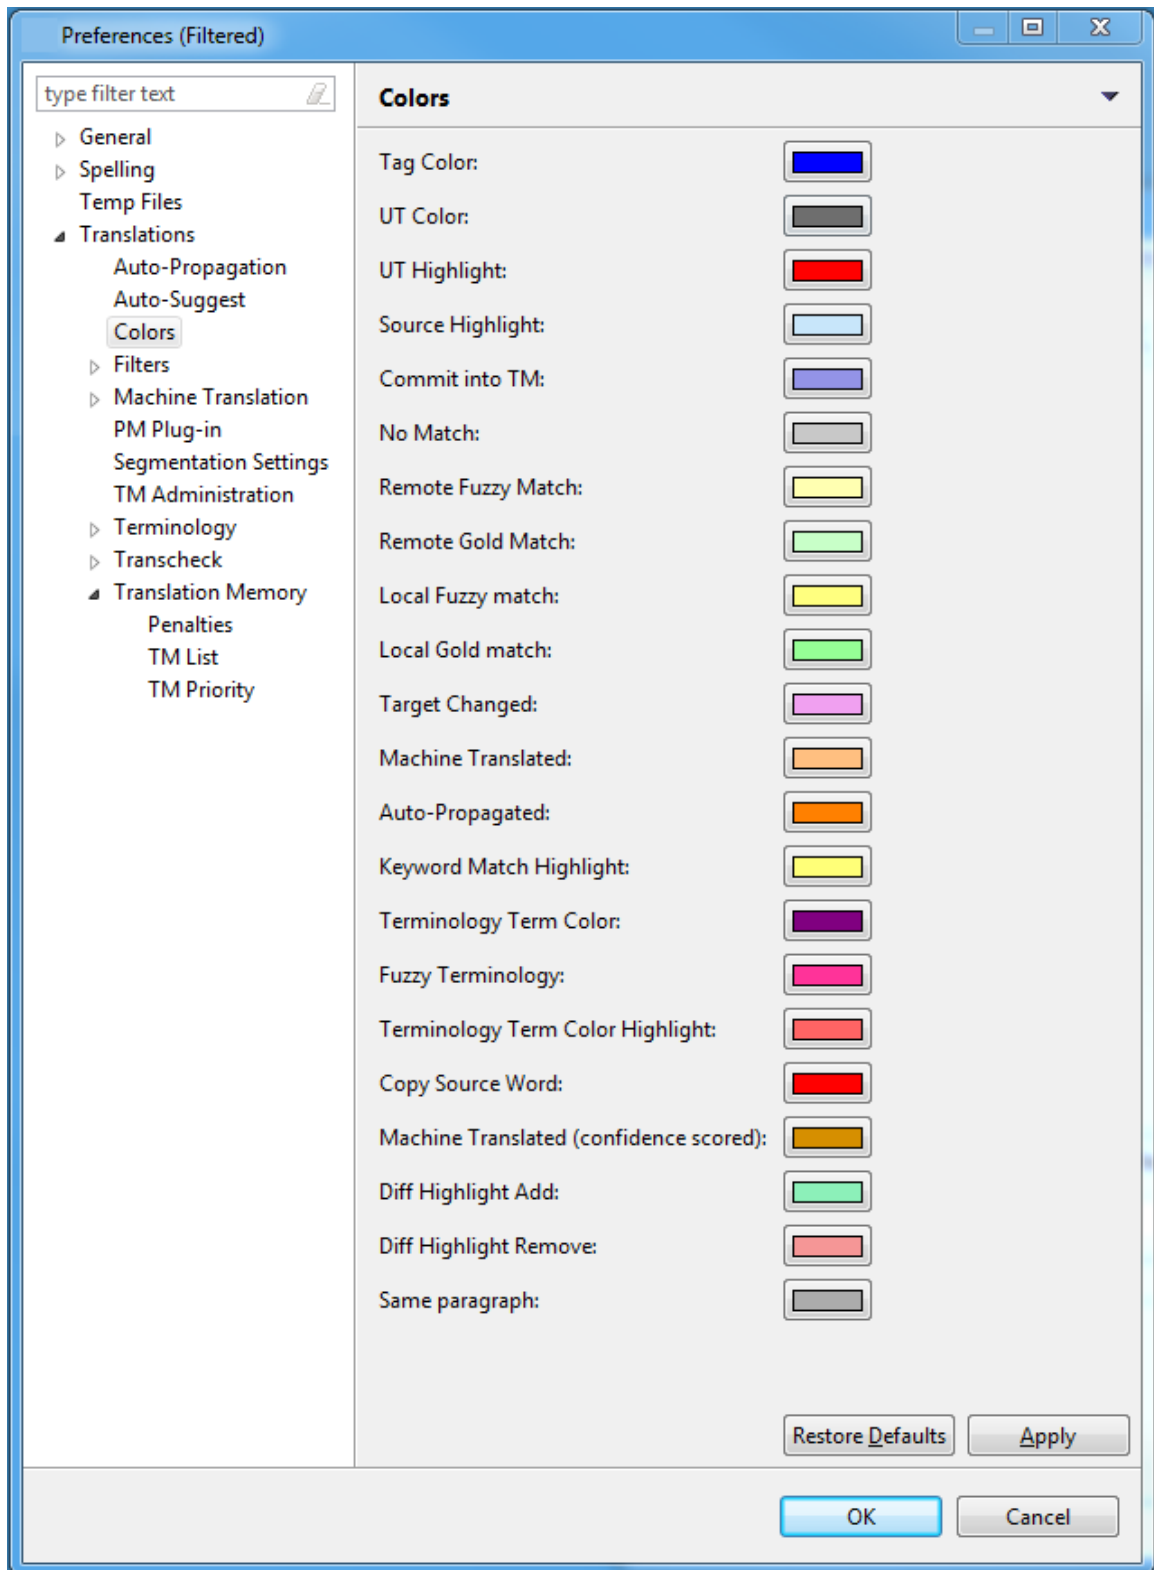 Preferences (Filtered)
type filter text
General
Spelling
Temp Files
Translations
Auto-Propagation
Auto-Suggest
Colors
Filters
Machine Translation
PM Plug-in
Segmentation Settings
TM Administration
Terminology
Transcheck
Translation Memory
Penalties
TM List
TM Priority
Colors
Tag Color:
UT Color:
UT Highlight:
Source Highlight:
Commit into TM:
No Match:
Remote Fuzzy Match:
Remote Gold Match:
Local Fuzzy match:
Local Gold match:
Target Changed:
Machine Translated:
Auto-Propagated:
Keyword Match Highlight:
Terminology Term Color:
Fuzzy Terminology:
Terminology Term Color Highlight:
Copy Source Word:
Machine Translated (confidence scored):
Diff Highlight Add:
Diff Highlight Remove:
Same paragraph:
Restore Defaults
Apply
OK
Cancel